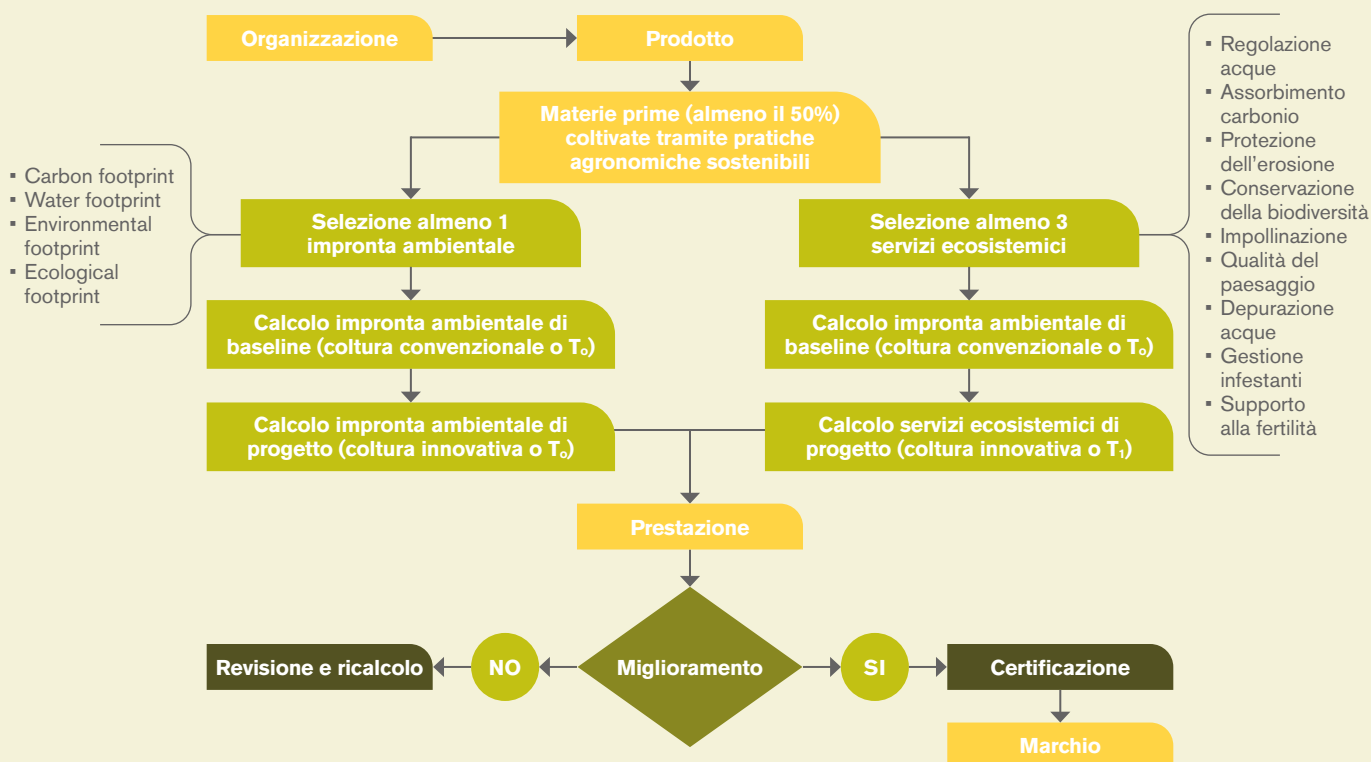 Organizzazione
Prodotto
Materie prime (almeno il 50%)
coltivate tramite pratiche
agronomiche sostenibili
▪ Carbon footprint
▪ Water footprint
▪ Environmental
footprint
▪ Ecological
footprint
Selezione almeno 1
impronta ambientale
Selezione almeno 3
servizi ecosistemici
▪ Regolazione
acque
▪ Assorbimento
carbonio
▪ Protezione
dell'erosione
▪ Conservazione
della biodiversità
▪ Impollinazione
▪ Qualità del
paesaggio
▪ Depurazione
acque
▪ Gestione
infestanti
▪ Supporto
alla fertilità
Calcolo impronta ambientale di
baseline (coltura convenzionale o T₀)
Calcolo impronta ambientale di
baseline (coltura convenzionale o T₀)
Calcolo impronta ambientale di
progetto (coltura innovativa o T₀)
Calcolo servizi ecosistemici di
progetto (coltura innovativa o T₁)
Prestazione
Revisione e ricalcolo
NO
Miglioramento
SI
Certificazione
Marchio